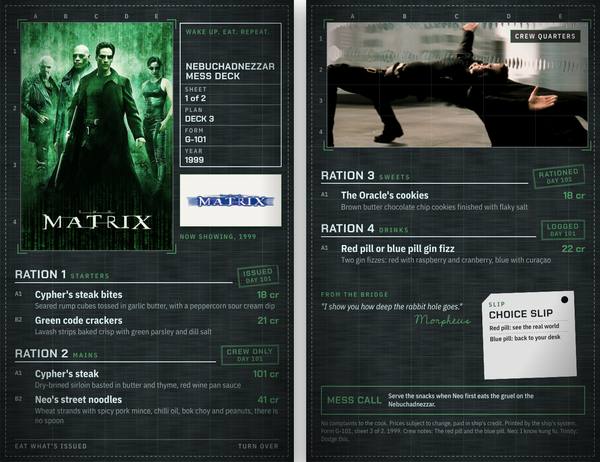 A B C D E
1
2
3
4
MATRIX
WAKE UP. EAT. REPEAT.
NEBUCHADNEZZAR
MESS DECK
SHEET
1 of 2
PLAN
DECK 3
FORM
G-101
YEAR
1999
MATRIX
NOW SHOWING, 1999
RATION 1 STARTERS
ISSUED
DAY 101
A1 Cypher's steak bites 18 cr
Seared rump cubes tossed in garlic butter, with a peppercorn sour cream dip
B2 Green code crackers 21 cr
Lavash strips baked crisp with green parsley and dill salt
RATION 2 MAINS
CREW ONLY
DAY 101
A1 Cypher's steak 101 cr
Dry-brined sirloin basted in butter and thyme, red wine pan sauce
B2 Neo's street noodles 41 cr
Wheat strands with spicy pork mince, chilli oil, bok choy and peanuts, there is
no spoon
EAT WHAT'S ISSUED TURN OVER
A B C D E
1
2
3
4
CREW QUARTERS
RATION 3 SWEETS
RATIONED
DAY 101
A1 The Oracle's cookies 18 cr
Brown butter chocolate chip cookies finished with flaky salt
RATION 4 DRINKS
LOGGED
DAY 101
A1 Red pill or blue pill gin fizz 22 cr
Two gin fizzes: red with raspberry and cranberry, blue with curaçao
FROM THE BRIDGE
"I show you how deep the rabbit hole goes."
Morpheus
SLIP
CHOICE SLIP
Red pill: see the real world
Blue pill: back to your desk
MESS CALL Serve the snacks when Neo first eats the gruel on the
Nebuchadnezzar.
No complaints to the cook. Prices subject to change, paid in ship's credit. Printed by the ship's system.
Form G-101, sheet 3 of 2, 1999. Crew notes: The red pill and the blue pill. Neo: I know kung fu. Trinity:
Dodge this.